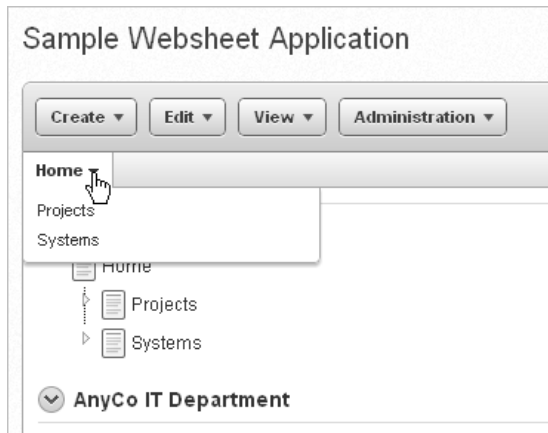 Sample Websheet Application
Create Edit View Administration
Home
Projects
Systems
Home
Projects
Systems
AnyCo IT Department